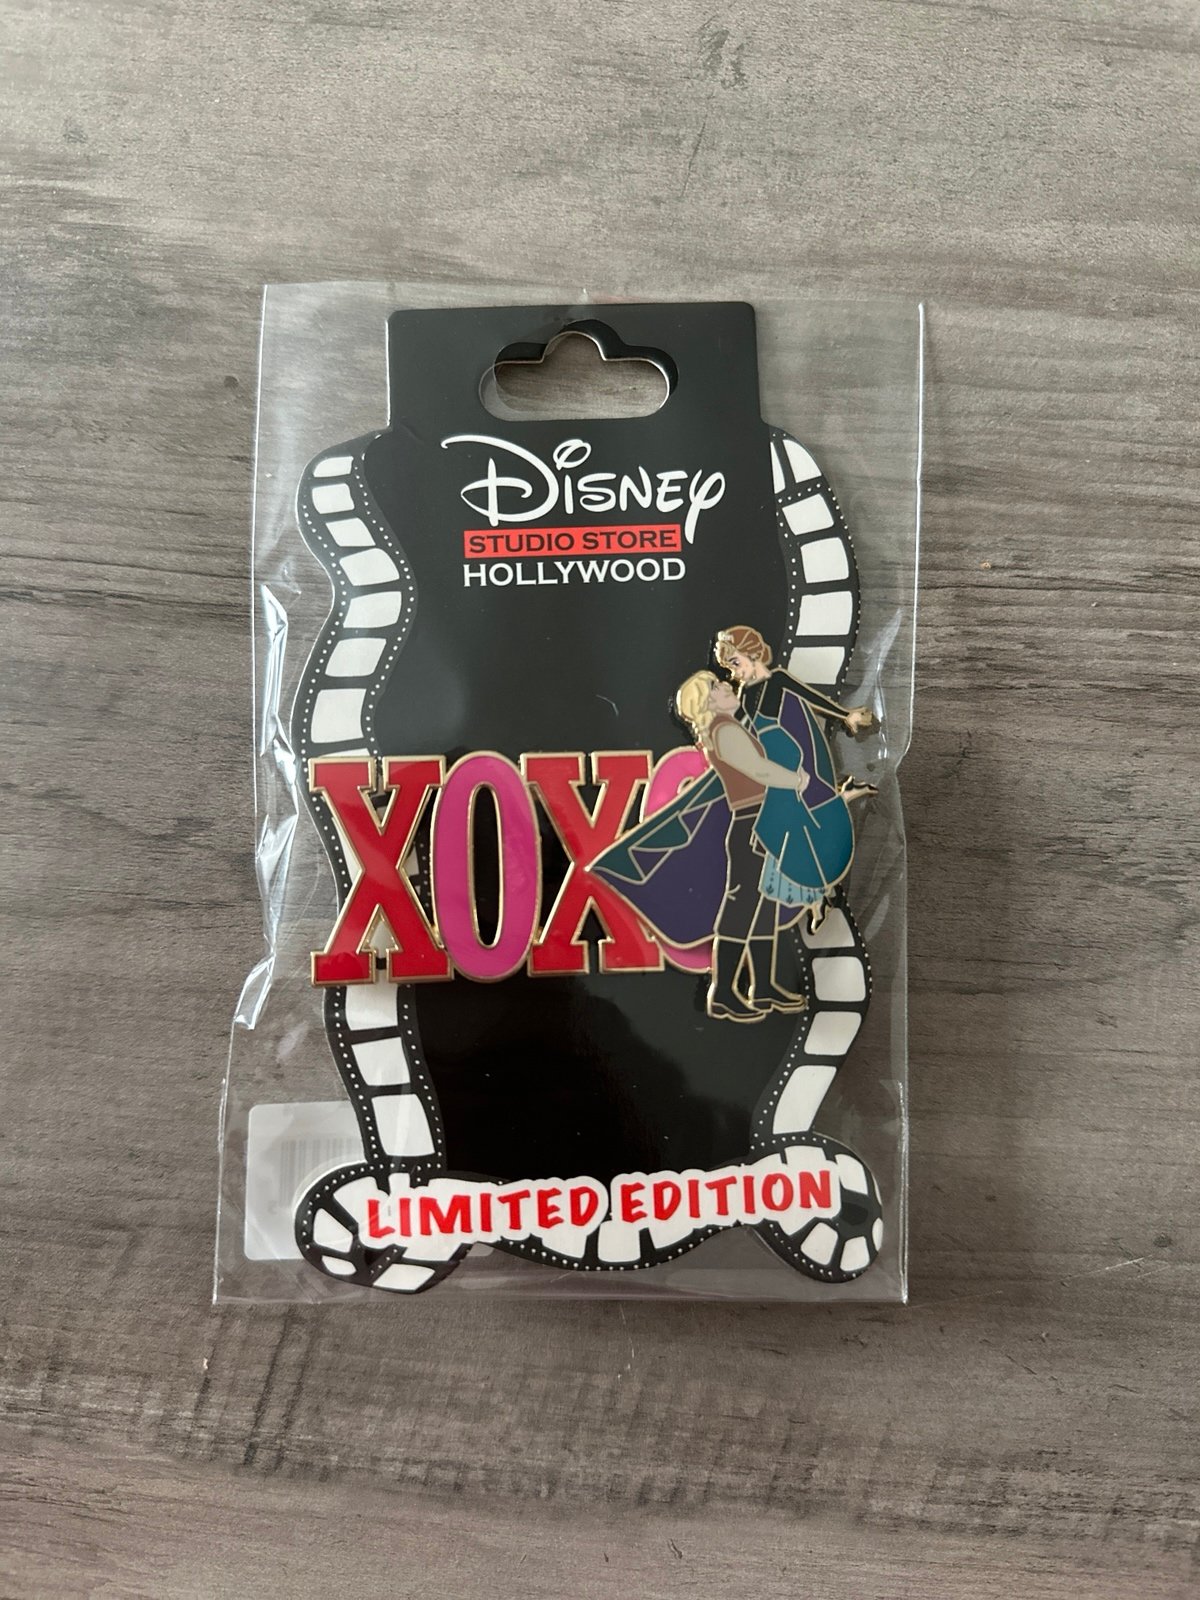 Disney
STUDIO STORE
HOLLYWOOD
XOXO
LIMITED EDITION